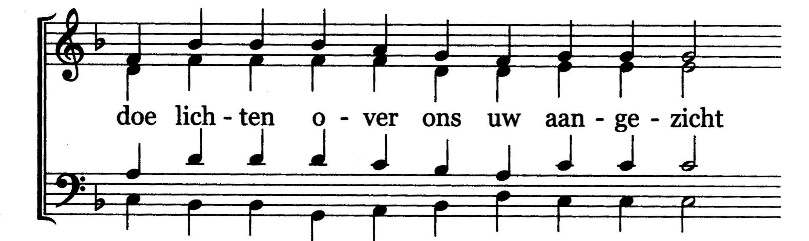 doe lich - ten o - ver ons uw aan - ge - zicht